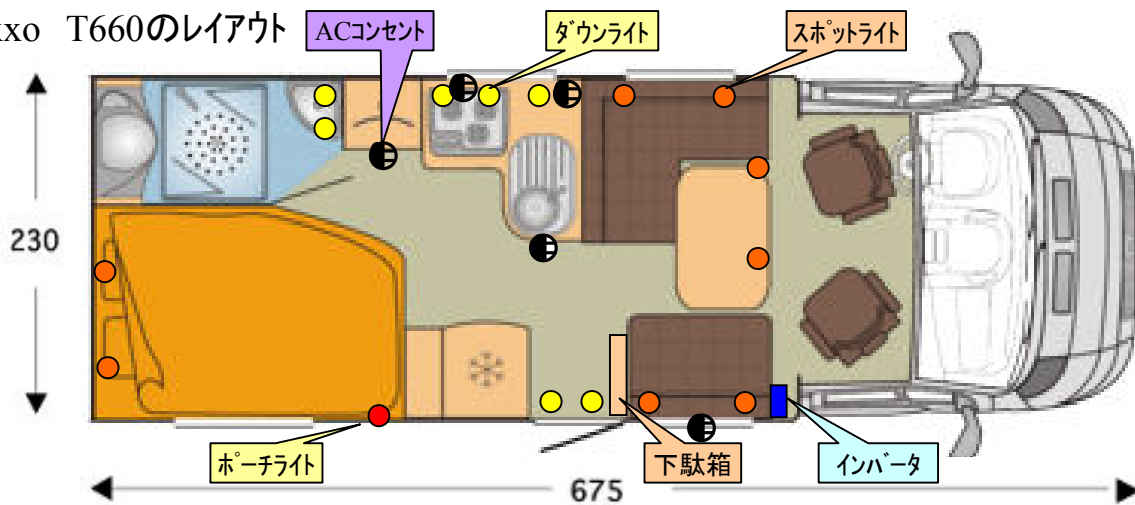 xxo T660のレイアウト
ACコンセント
ダウンライト
スポットライト
230
ポーチライト
下駄箱
インバータ
675